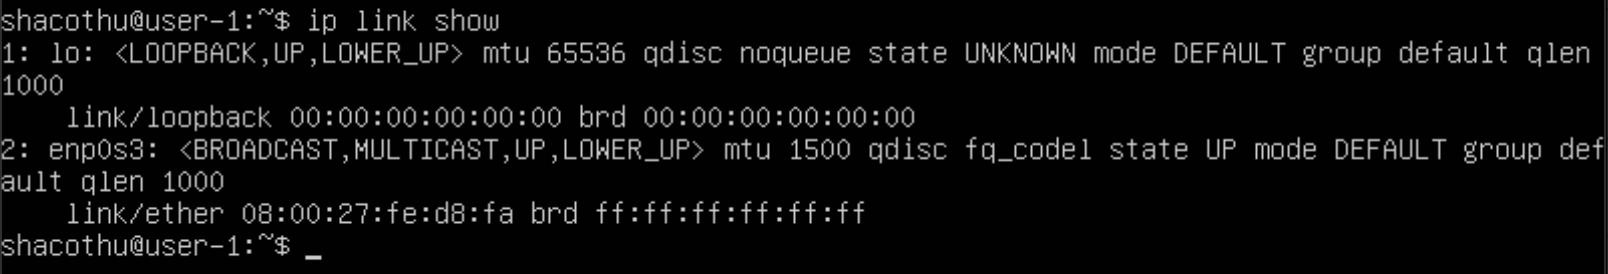 shacothu@user-1:~$ ip link show
1: lo: <LOOPBACK,UP,LOWER_UP> mtu 65536 qdisc noqueue state UNKNOWN mode DEFAULT group default qlen
1000
    link/loopback 00:00:00:00:00:00 brd 00:00:00:00:00:00
2: enp0s3: <BROADCAST,MULTICAST,UP,LOWER_UP> mtu 1500 qdisc fq_codel state UP mode DEFAULT group def
ault qlen 1000
    link/ether 08:00:27:fe:d8:fa brd ff:ff:ff:ff:ff:ff
shacothu@user-1:~$ _